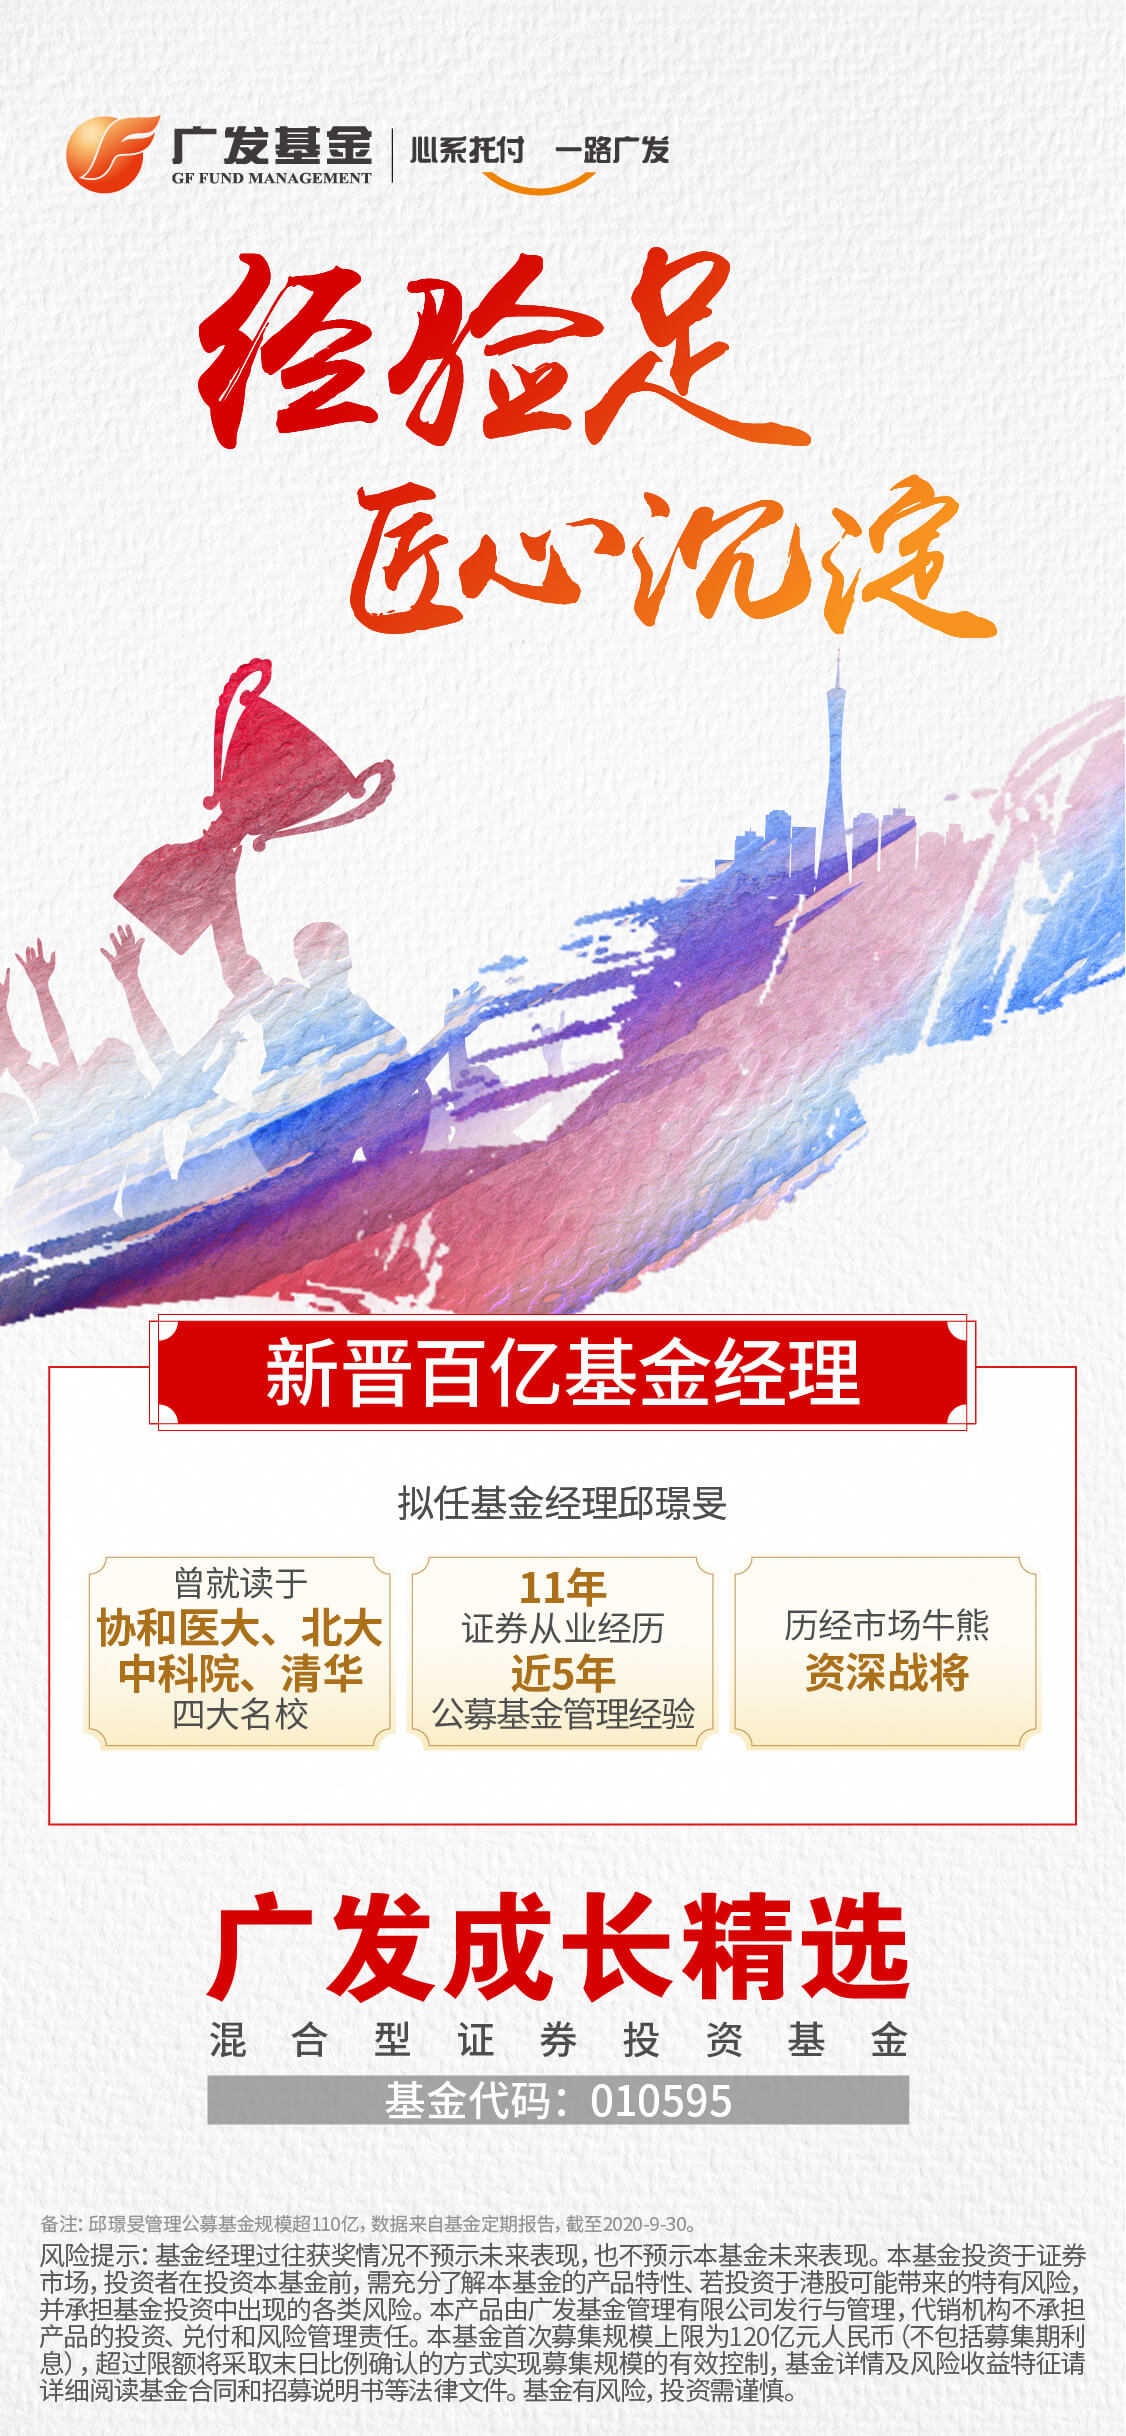 广发基金
GF FUND MANAGEMENT
心系托付 一路广发
经验足
匠心沉淀
新晋百亿基金经理
拟任基金经理邱璟旻
曾就读于
协和医大、北大
中科院、清华
四大名校
11年
证券从业经历
近5年
公募基金管理经验
历经市场牛熊
资深战将
广发成长精选
混合型证券投资基金
基金代码：010595
备注：邱璟旻管理公募基金规模超110亿，数据来自基金定期报告，截至2020-9-30。
风险提示：基金经理过往获奖情况不预示未来表现，也不预示本基金未来表现。本基金投资于证券
市场，投资者在投资本基金前，需充分了解本基金的产品特性、若投资于港股可能带来的特有风险，
并承担基金投资中出现的各类风险。本产品由广发基金管理有限公司发行与管理，代销机构不承担
产品的投资、兑付和风险管理责任。本基金首次募集规模上限为120亿元人民币（不包括募集期利
息），超过限额将采取末日比例确认的方式实现募集规模的有效控制，基金详情及风险收益特征请
详细阅读基金合同和招募说明书等法律文件。基金有风险，投资需谨慎。